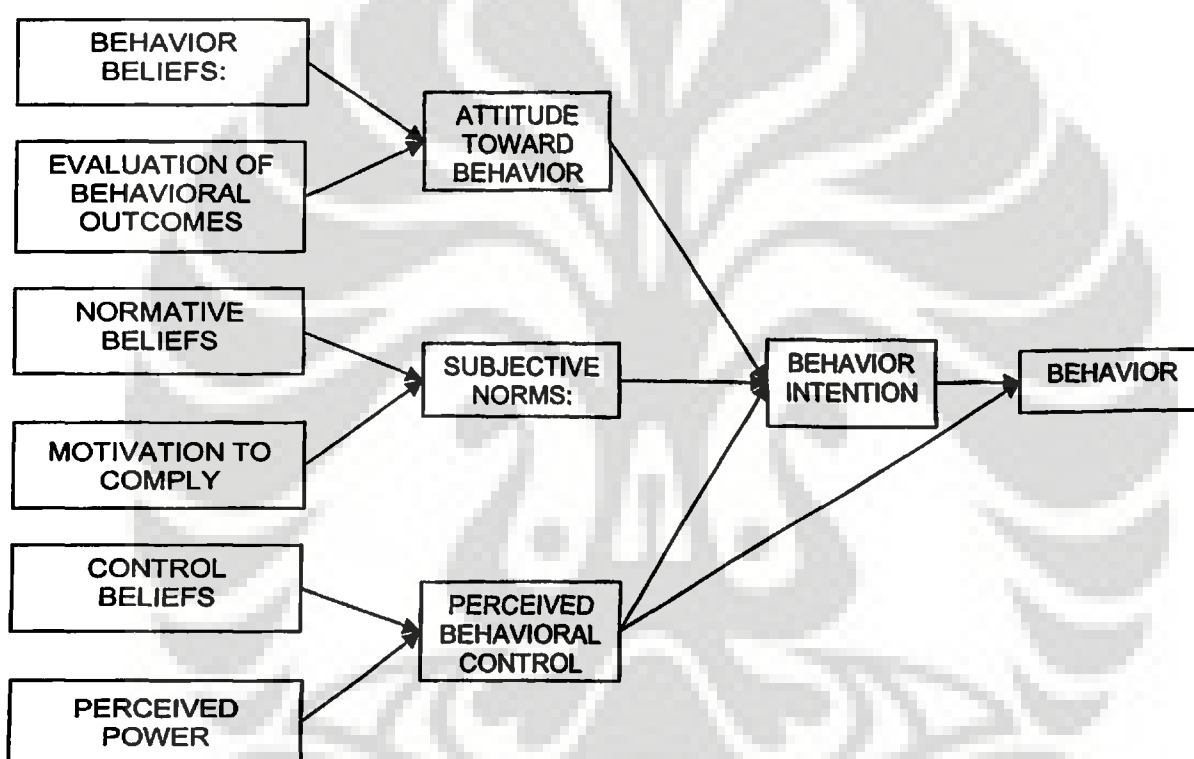 BEHAVIOR
BELIEFS:
EVALUATION OF
BEHAVIORAL
OUTCOMES
NORMATIVE
BELIEFS
MOTIVATION TO
COMPLY
CONTROL
BELIEFS
PERCEIVED
POWER
ATTITUDE
TOWARD
BEHAVIOR
SUBJECTIVE
NORMS:
PERCEIVED
BEHAVIORAL
CONTROL
BEHAVIOR
INTENTION
BEHAVIOR